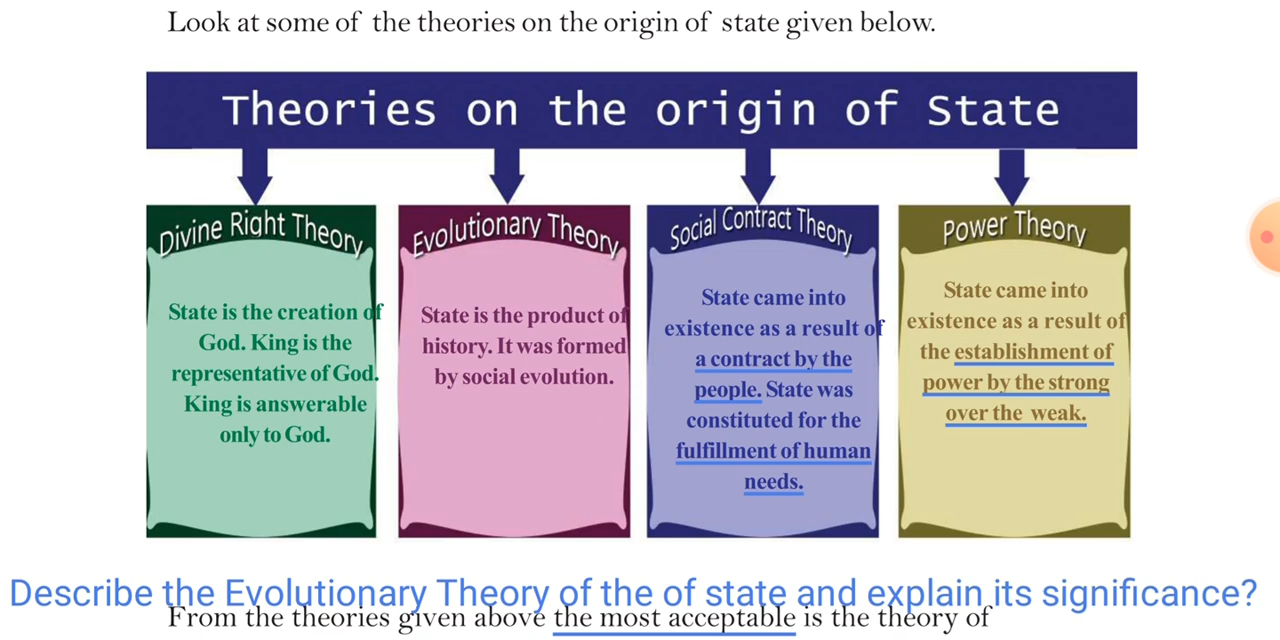 Look at some of the theories on the origin of state given below.
Theories on the origin of State
Divine Right Theory
State is the creation of
God. King is the
representative of God.
King is answerable
only to God.
Evolutionary Theory
State is the product of
history. It was formed
by social evolution.
Social Contract Theory
State came into
existence as a result of
a contract by the
people. State was
constituted for the
fulfillment of human
needs.
Power Theory
State came into
existence as a result of
the establishment of
power by the strong
over the weak.
Describe the Evolutionary Theory of the of state and explain its significance?
From the theories given above the most acceptable is the theory of